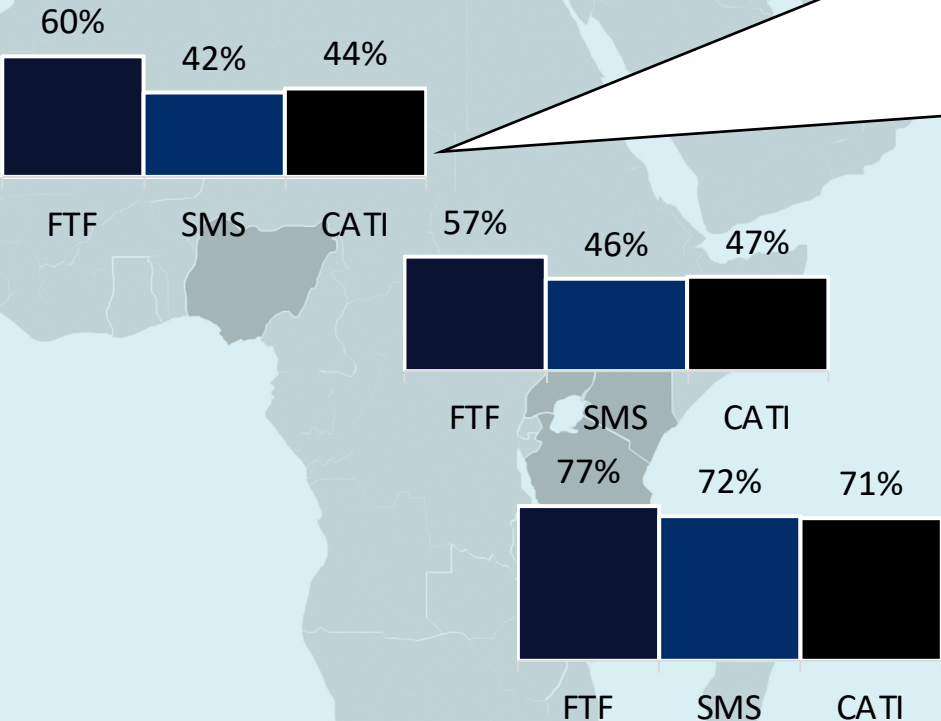 60%
42%
44%
FTF
SMS
CATI
57%
46%
47%
FTF
SMS
CATI
77%
72%
71%
FTF
SMS
CATI